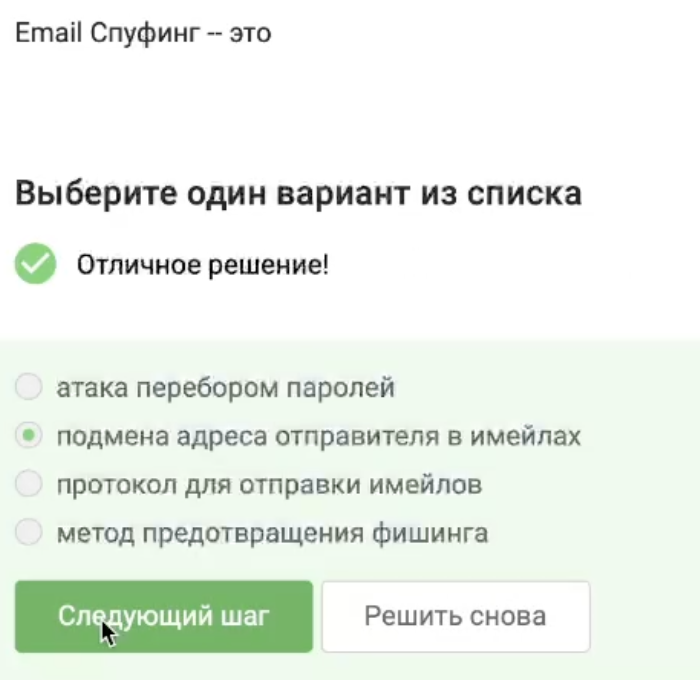 Email Спуфинг -- это
Выберите один вариант из списка
Отличное решение!
атака перебором паролей
подмена адреса отправителя в имейлах
протокол для отправки имейлов
метод предотвращения фишинга
Следующий шаг
Решить снова